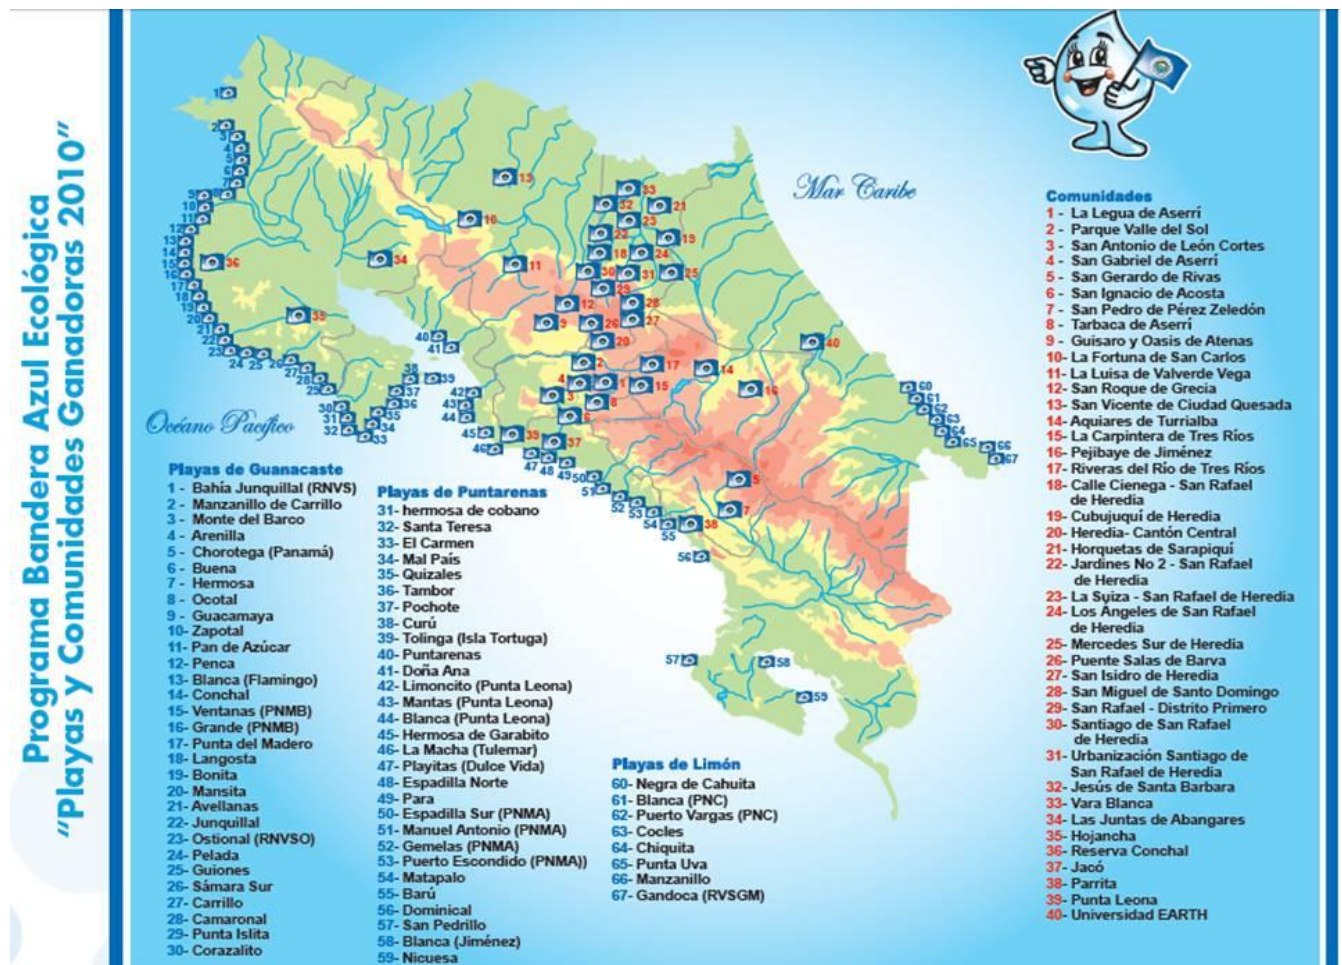 Programa Bandera Azul Ecológica
"Playas y Comunidades Ganadoras 2010"
Mar Caribe
Océano Pacífico
Playas de Guanacaste
1 - Bahía Junquillal (RNVS)
2 - Manzanillo de Carrillo
3 - Monte del Barco
4 - Arenilla
5 - Chorotega (Panamá)
6 - Buena
7 - Hermosa
8 - Ocotal
9 - Guacamaya
10- Zapotal
11- Pan de Azúcar
12- Penca
13- Blanca (Flamingo)
14- Conchal
15- Ventanas (PNMB)
16- Grande (PNMB)
17- Punta del Madero
18- Langosta
19- Bonita
20- Mansita
21- Avellanas
22- Junquillal
23- Ostional (RNVSO)
24- Pelada
25- Guiones
26- Sámara Sur
27- Carrillo
28- Camaronal
29- Punta Islita
30- Corazalito
Playas de Puntarenas
31- hermosa de cobano
32- Santa Teresa
33- El Carmen
34- Mal País
35- Quizales
36- Tambor
37- Pochote
38- Curú
39- Tolinga (Isla Tortuga)
40- Puntarenas
41- Doña Ana
42- Limoncito (Punta Leona)
43- Mantas (Punta Leona)
44- Blanca (Punta Leona)
45- Hermosa de Garabito
46- La Macha (Tulemar)
47- Playitas (Dulce Vida)
48- Espadilla Norte
49- Para
50- Espadilla Sur (PNMA)
51- Manuel Antonio (PNMA)
52- Gemelas (PNMA)
53- Puerto Escondido (PNMA))
54- Matapalo
55- Barú
56- Dominical
57- San Pedrillo
58- Blanca (Jiménez)
59- Nicuesa
Playas de Limón
60- Negra de Cahuita
61- Blanca (PNC)
62- Puerto Vargas (PNC)
63- Cocles
64- Chiquita
65- Punta Uva
66- Manzanillo
67- Gandoca (RVSGM)
Comunidades
1 - La Legua de Aserrí
2 - Parque Valle del Sol
3 - San Antonio de León Cortes
4 - San Gabriel de Aserrí
5 - San Gerardo de Rivas
6 - San Ignacio de Acosta
7 - San Pedro de Pérez Zeledón
8 - Tarbaca de Aserrí
9 - Guisaro y Oasis de Atenas
10- La Fortuna de San Carlos
11- La Luisa de Valverde Vega
12- San Roque de Grecia
13- San Vicente de Ciudad Quesada
14- Aquiares de Turrialba
15- La Carpintera de Tres Ríos
16- Pejibaye de Jiménez
17- Riveras del Río de Tres Ríos
18- Calle Cienega - San Rafael
de Heredia
19- Cubujuquí de Heredia
20- Heredia- Cantón Central
21- Horquetas de Sarapiquí
22- Jardines No 2 - San Rafael
de Heredia
23- La Suiza - San Rafael de Heredia
24- Los Ángeles de San Rafael
de Heredia
25- Mercedes Sur de Heredia
26- Puente Salas de Barva
27- San Isidro de Heredia
28- San Miguel de Santo Domingo
29- San Rafael - Distrito Primero
30- Santiago de San Rafael
de Heredia
31- Urbanización Santiago de
San Rafael de Heredia
32- Jesús de Santa Barbara
33- Vara Blanca
34- Las Juntas de Abangares
35- Hojancha
36- Reserva Conchal
37- Jacó
38- Parrita
39- Punta Leona
40- Universidad EARTH